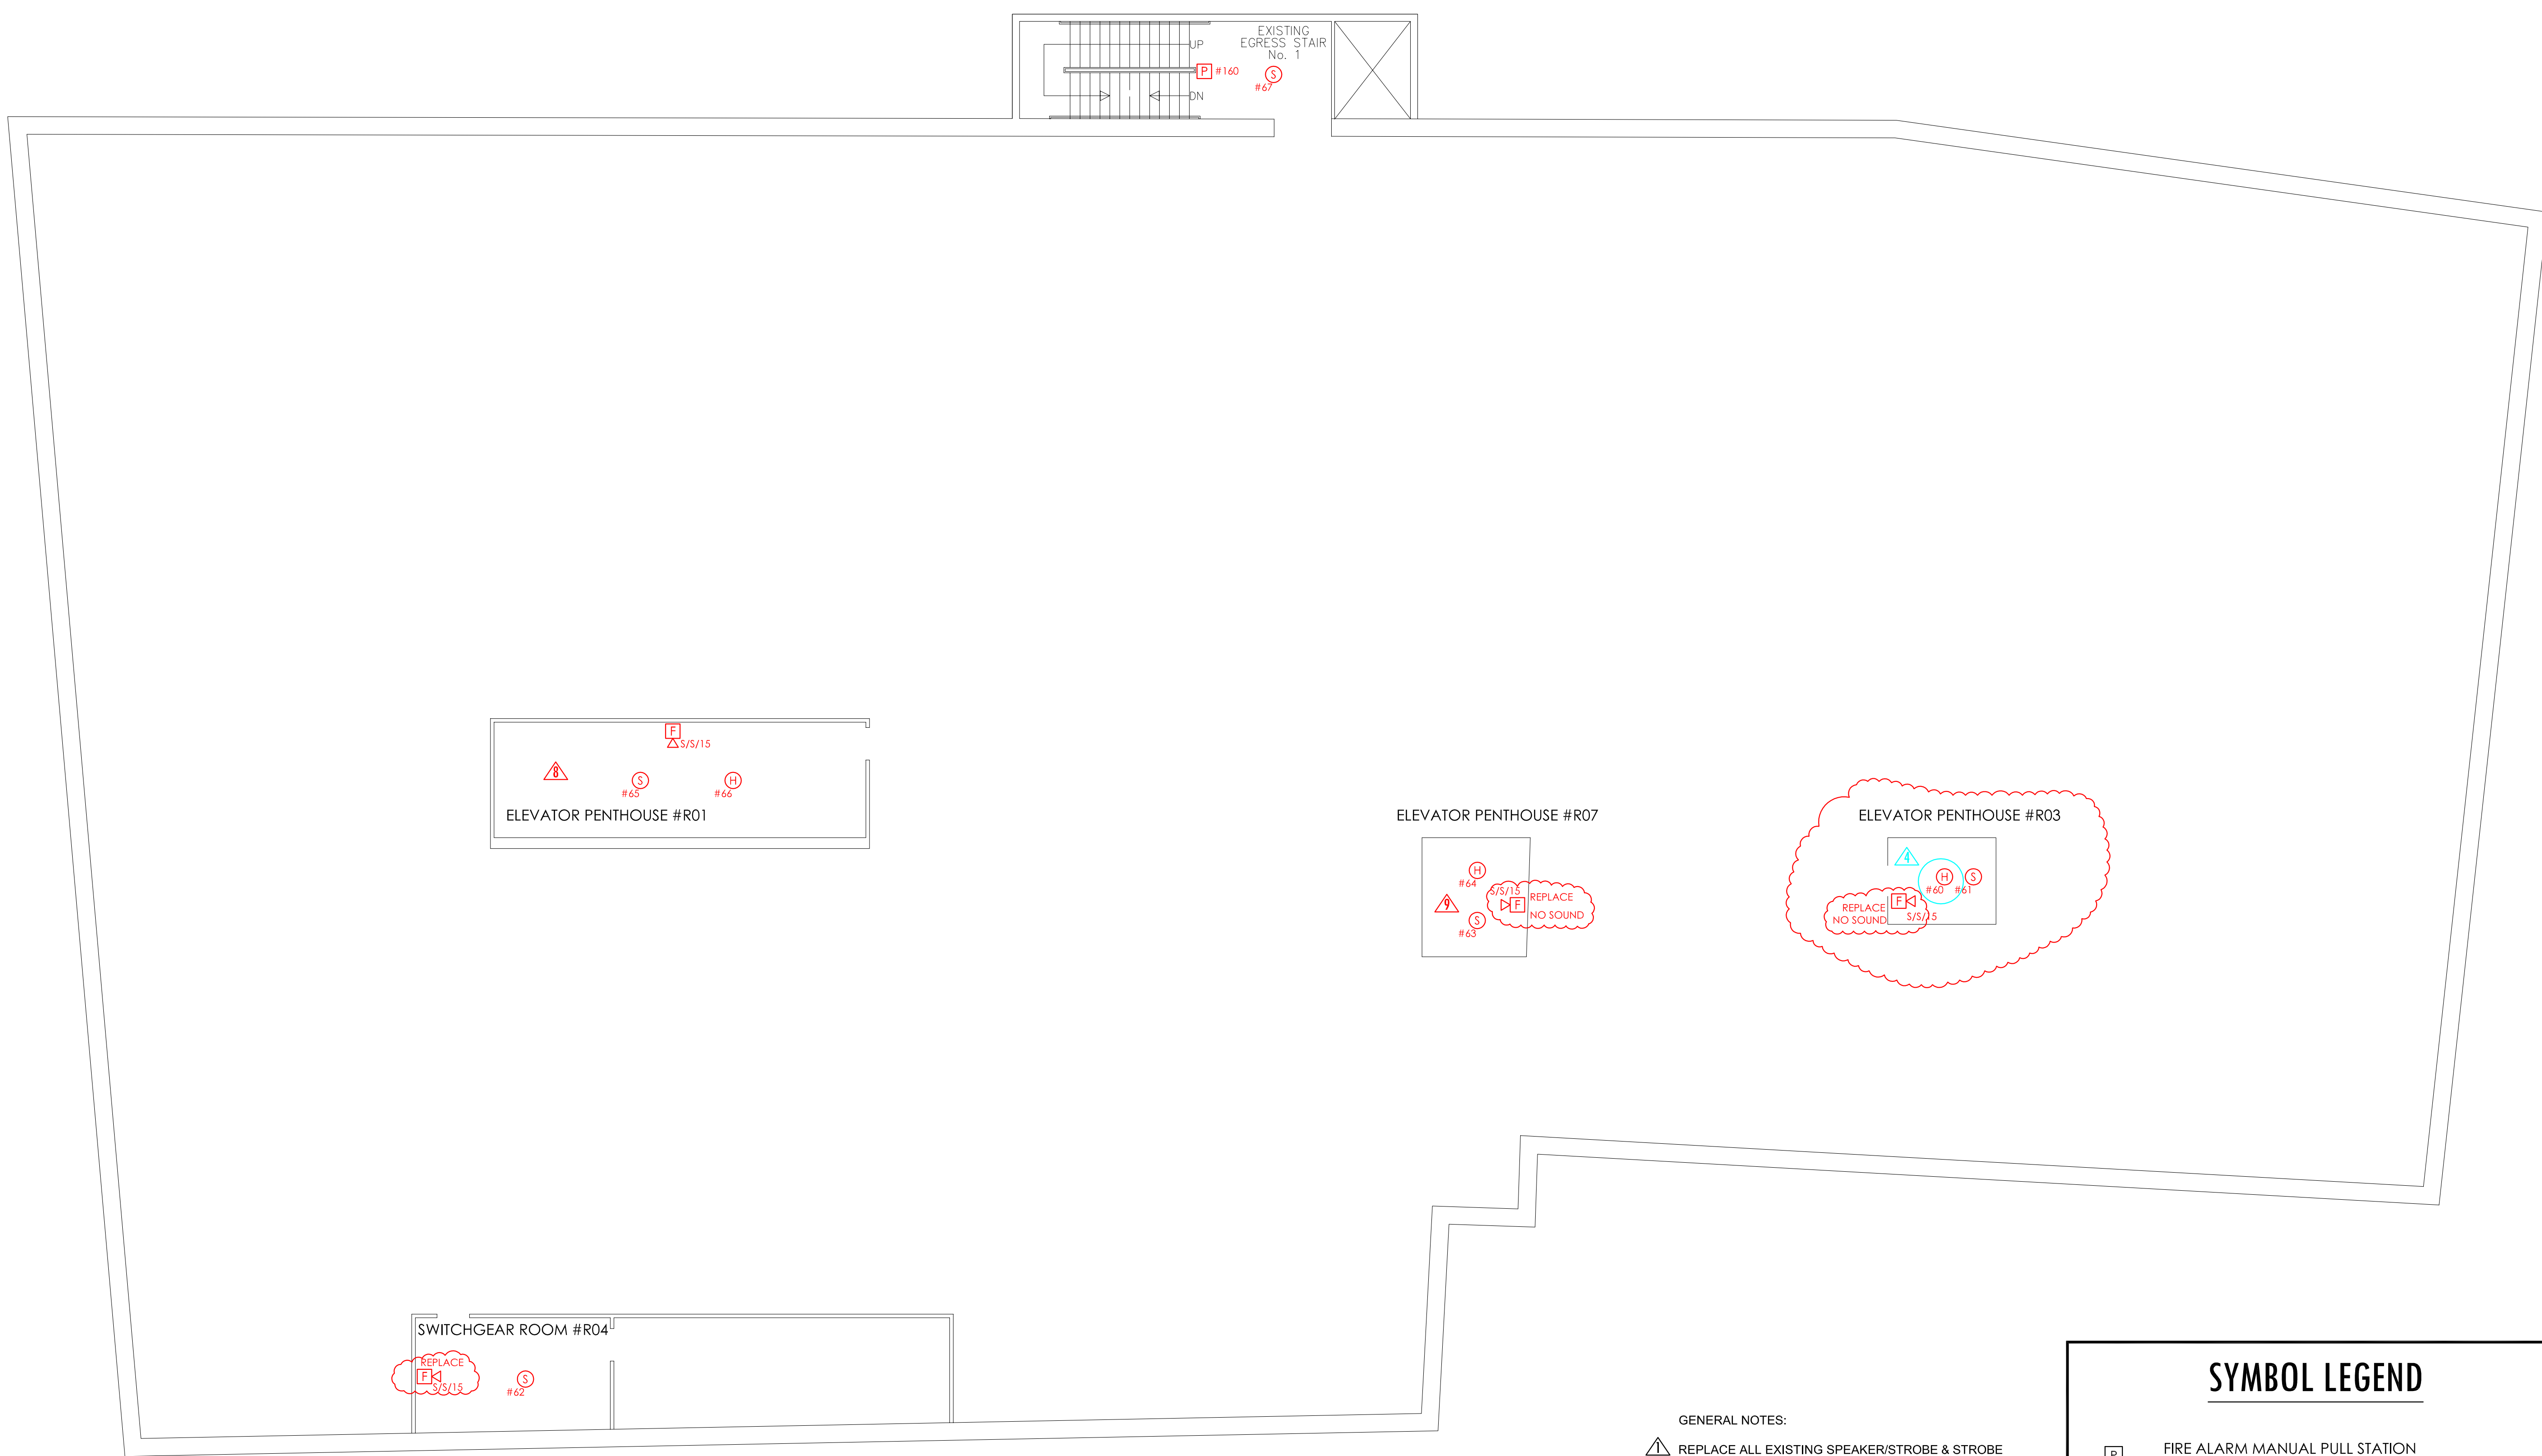 EXISTING
EGRESS STAIR
No. 1
UP
P #160
S
#67
DN
F
S/S/15
8
S
#65
H
#66
ELEVATOR PENTHOUSE #R01
ELEVATOR PENTHOUSE #R07
H
#64
S/S/15
REPLACE
F
NO SOUND
9
S
#63
ELEVATOR PENTHOUSE #R03
4
H
#60
S
#61
REPLACE
NO SOUND
F
S/S/15
SWITCHGEAR ROOM #R04
REPLACE
F
S/S/15
S
#62
GENERAL NOTES:
1 REPLACE ALL EXISTING SPEAKER/STROBE & STROBE
SYMBOL LEGEND
P FIRE ALARM MANUAL PULL STATION